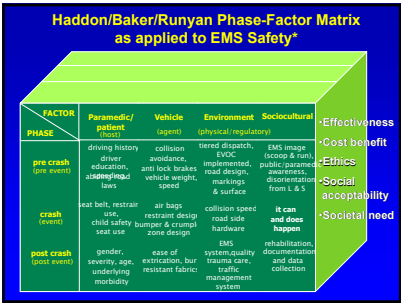 Haddon/Baker/Runyan Phase-Factor Matrix
as applied to EMS Safety*
FACTOR
PHASE
Paramedic/
patient
(host)
Vehicle
(agent)
Environment
(physical/regulatory)
Sociocultural
pre crash
(pre event)
driving history
driver
education,
speeding,
abiding road
laws
collision
avoidance,
anti lock brakes
vehicle weight,
speed
tiered dispatch,
EVOC
implemented,
road design,
markings
& surface
EMS image
(scoop & run),
public/paramedic
awareness,
disorientation
from L & S
crash
(event)
seat belt, restraint
use,
child safety
seat use
air bags
restraint design
bumper & crumple
zone design
collision speed
road side
hardware
it can
and does
happen
post crash
(post event)
gender,
severity, age,
underlying
morbidity
ease of
extrication, bur
resistant fabrics
EMS
system,quality
trauma care,
traffic
management
system
rehabilitation,
documentation
and data
collection
•Effectiveness
•Cost benefit
•Ethics
•Social
acceptability
•Societal need